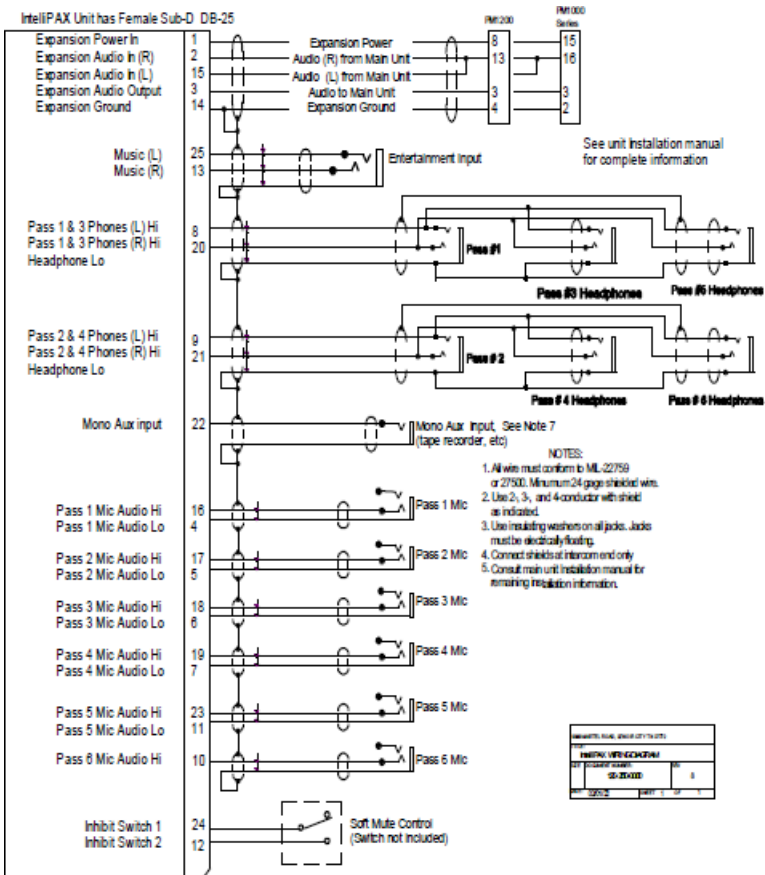 IntelliPAX Unit has Female Sub-D DB-25
PM1200
PM1000
Series
Expansion Power In 1 Expansion Power 8 15
Expansion Audio In (R) 2 Audio (R) from Main Unit 13 16
Expansion Audio In (L) 15 Audio (L) from Main Unit
Expansion Audio Output 3 Audio to Main Unit 3 3
Expansion Ground 14 Expansion Ground 4 2
See unit Installation manual
for complete information
Music (L) 25
Music (R) 13
Entertainment Input
Pass 1 & 3 Phones (L) Hi 8
Pass 1 & 3 Phones (R) Hi 20
Headphone Lo
Pass #1
Pass #3 Headphones
Pass #5 Headphones
Pass 2 & 4 Phones (L) Hi 9
Pass 2 & 4 Phones (R) Hi 21
Headphone Lo
Pass # 2
Pass # 4 Headphones
Pass # 6 Headphones
Mono Aux input 22
Mono Aux Input, See Note 7
(tape recorder, etc)
NOTES:
1. All wire must conform to MIL-22759
or 27500. Minumum 24 gage shielded wire.
2. Use 2-, 3-, and 4-conductor with shield
as indicated.
3. Use insulating washers on all jacks. Jacks
must be electrically floating.
4. Connect shields at intercom end only
5. Consult main unit Installation manual for
remaining installation information.
Pass 1 Mic Audio Hi 16
Pass 1 Mic Audio Lo 4
Pass 1 Mic
Pass 2 Mic Audio Hi 17
Pass 2 Mic Audio Lo 5
Pass 2 Mic
Pass 3 Mic Audio Hi 18
Pass 3 Mic Audio Lo 6
Pass 3 Mic
Pass 4 Mic Audio Hi 19
Pass 4 Mic Audio Lo 7
Pass 4 Mic
Pass 5 Mic Audio Hi 23
Pass 5 Mic Audio Lo 11
Pass 5 Mic
Pass 6 Mic Audio Hi 10
Pass 6 Mic
Inhibit Switch 1 24
Inhibit Switch 2 12
Soft Mute Control
(Switch not Included)
IntelliPAX WIRING DIAGRAM
DOCUMENT NUMBER
SHEET 1 OF 1